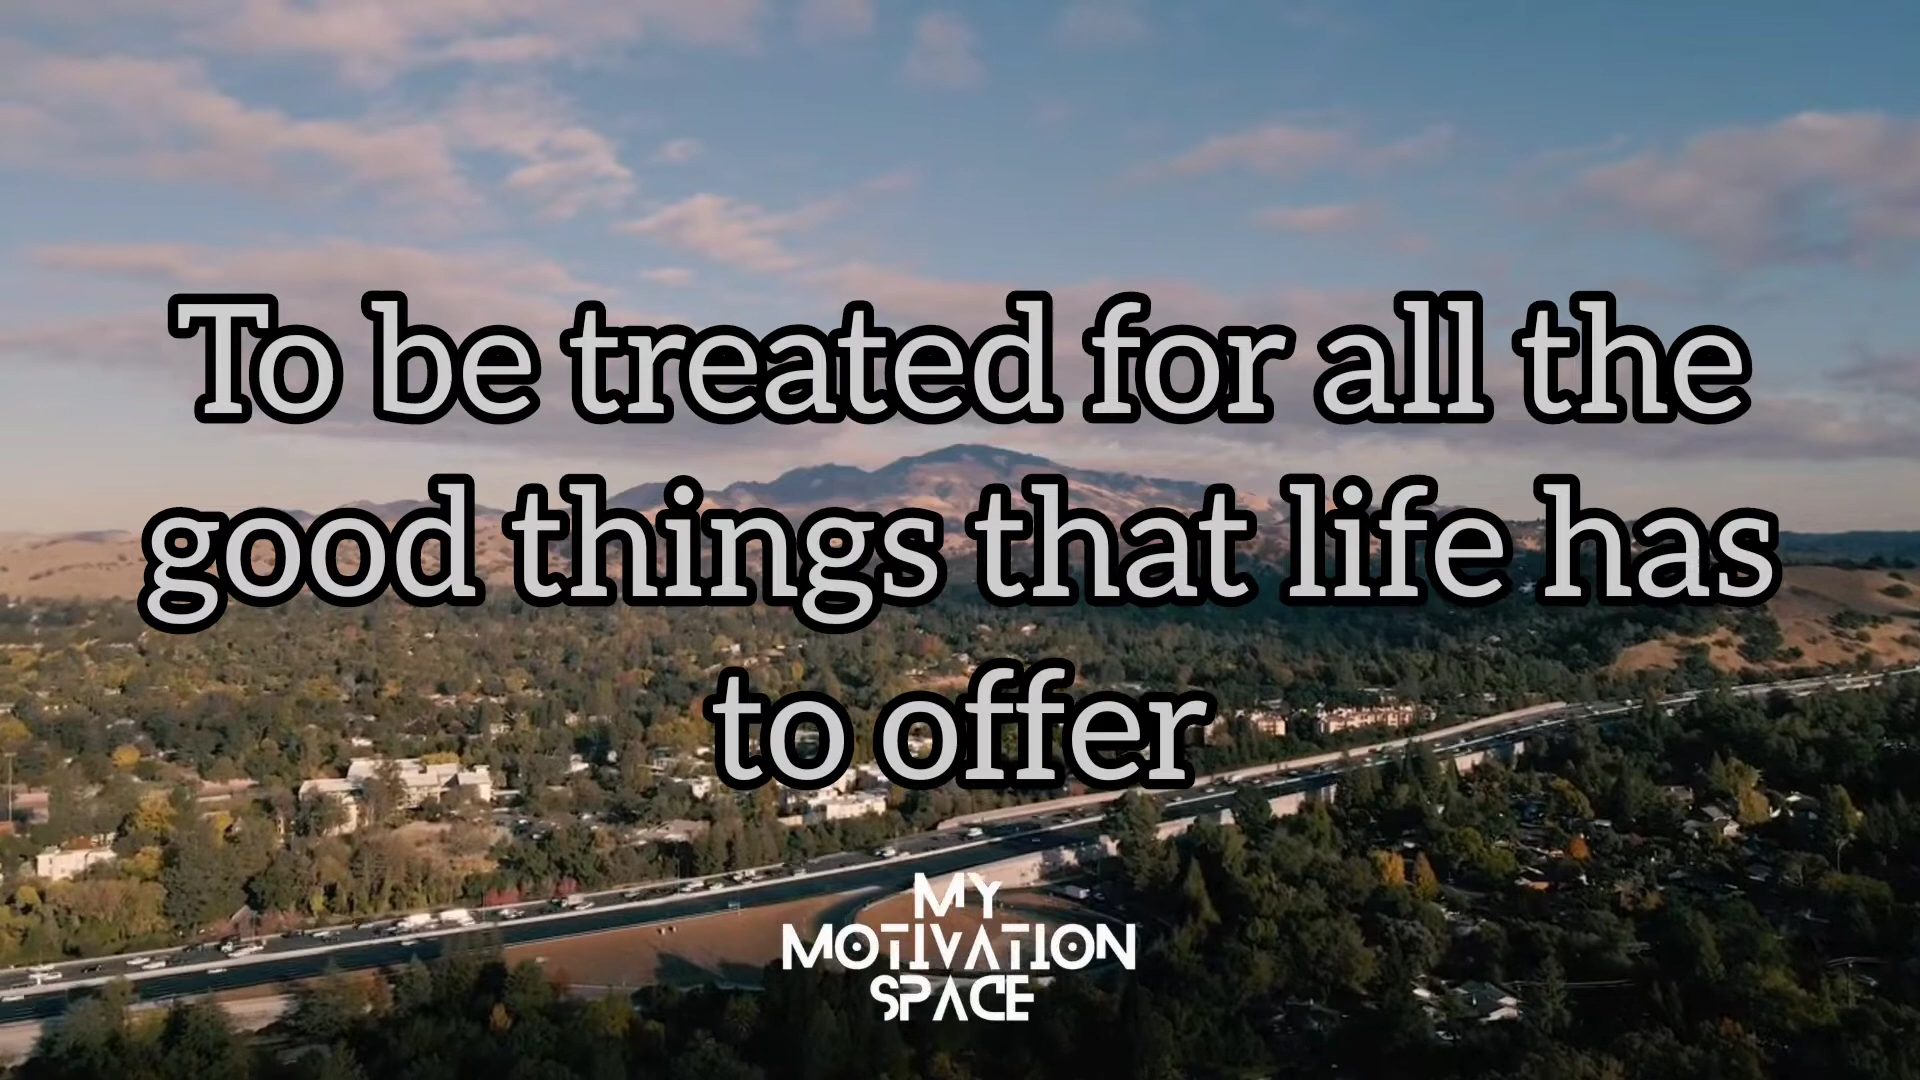 To be treated for all the
good things that life has
to offer
MY
MOTIVATION
SPACE